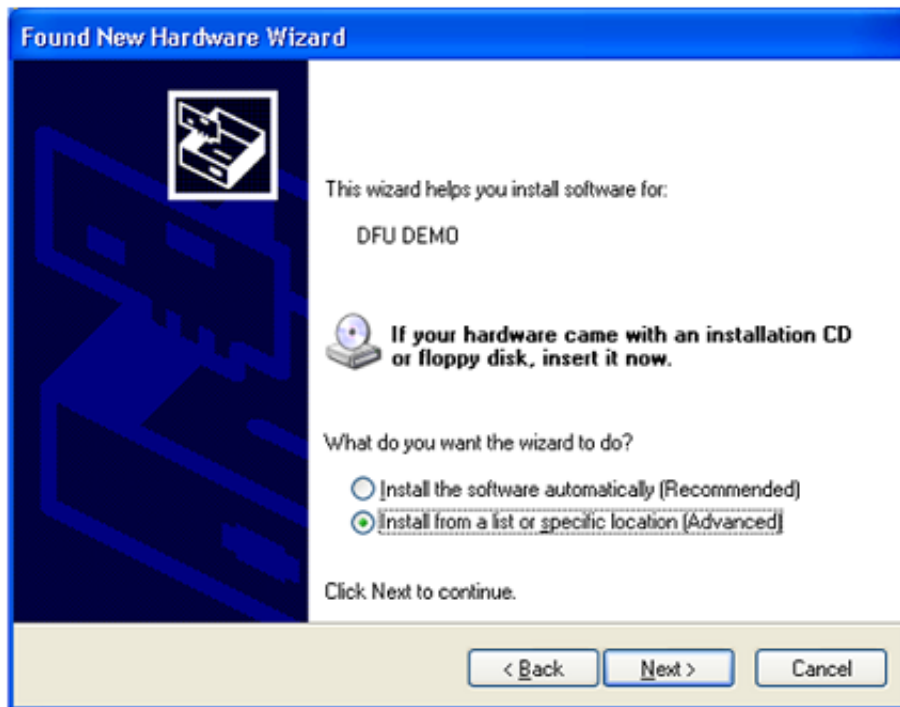 Found New Hardware Wizard
This wizard helps you install software for:
DFU DEMO
If your hardware came with an installation CD
or floppy disk, insert it now.
What do you want the wizard to do?
Install the software automatically (Recommended)
Install from a list or specific location (Advanced)
Click Next to continue.
< Back Next > Cancel